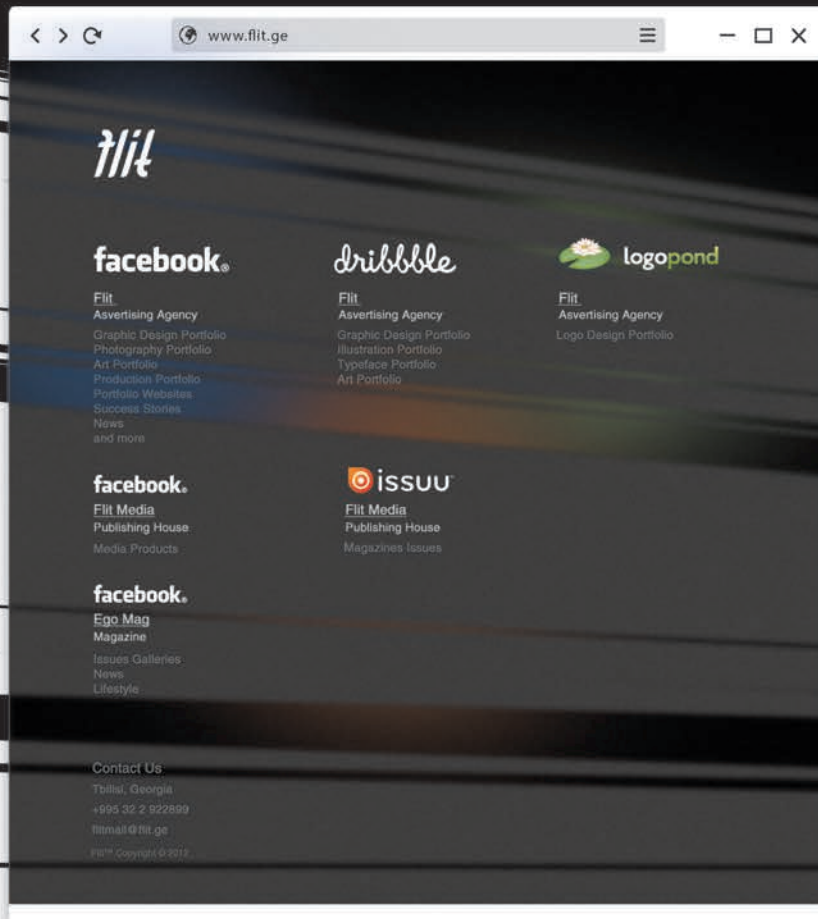 www.flit.ge
flit
facebook®
Flit
Asvertising Agency
Graphic Design Portfolio
Photography Portfolio
Art Portfolio
Production Portfolio
Portfolio Websites
Success Stories
News
and more
dribbble
Flit
Asvertising Agency
Graphic Design Portfolio
Illustration Portfolio
Typeface Portfolio
Art Portfolio
logopond
Flit
Asvertising Agency
Logo Design Portfolio
facebook®
Flit Media
Publishing House
Media Products
issuu™
Flit Media
Publishing House
Magazines Issues
facebook®
Ego Mag
Magazine
Issues Galleries
News
Lifestyle
Contact Us
Tbilisi, Georgia
+995 32 2 922899
flitmail@flit.ge
Flit™ Copyright © 2012